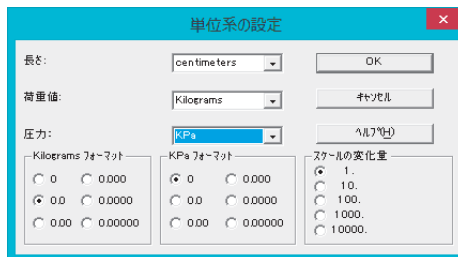 単位系の設定
長さ: centimeters OK
荷重値: Kilograms キャンセル
圧力: KPa ヘルプ(H)
Kilograms フォーマット KPa フォーマット スケールの変化量
0 0.000 0 0.000 1.
10.
0.0 0.0000 0.0 0.0000 100.
1000.
0.00 0.00000 0.00 0.00000 10000.